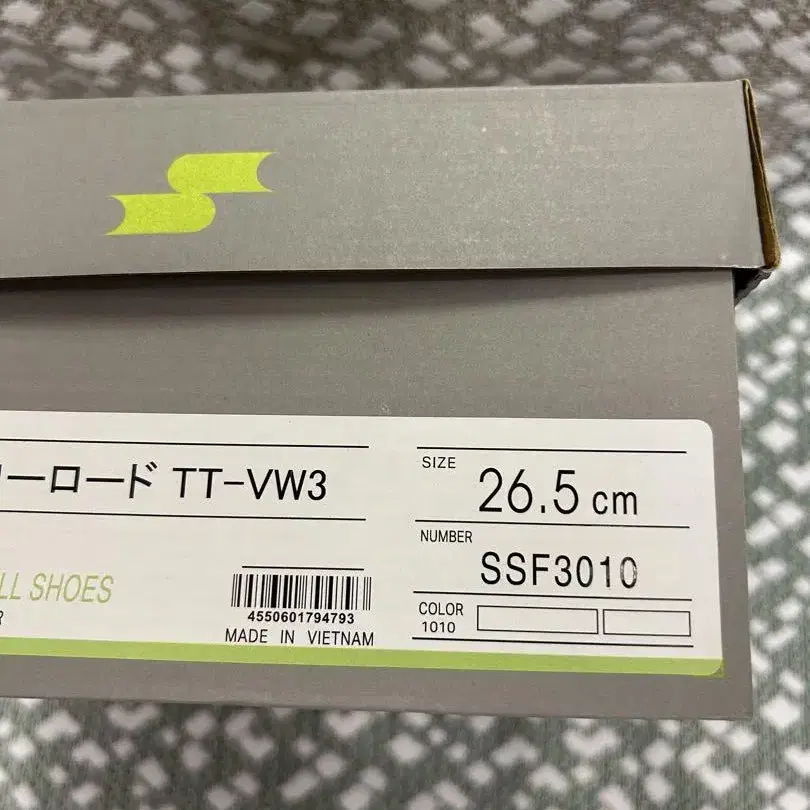 ーロード TT-VW3
SIZE
26.5 cm
NUMBER
SSF3010
LL SHOES
4550601794793
MADE IN VIETNAM
COLOR
1010